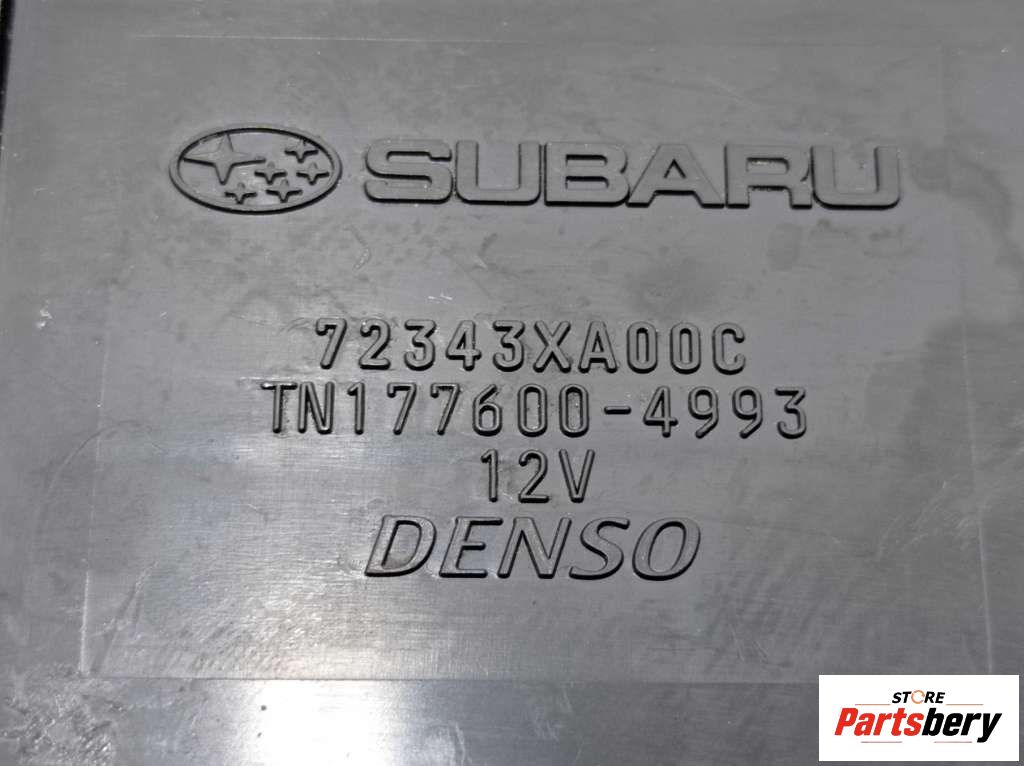 SUBARU
72343XA00C
TN177600-4993
12V
DENSO
STORE
Partsbery